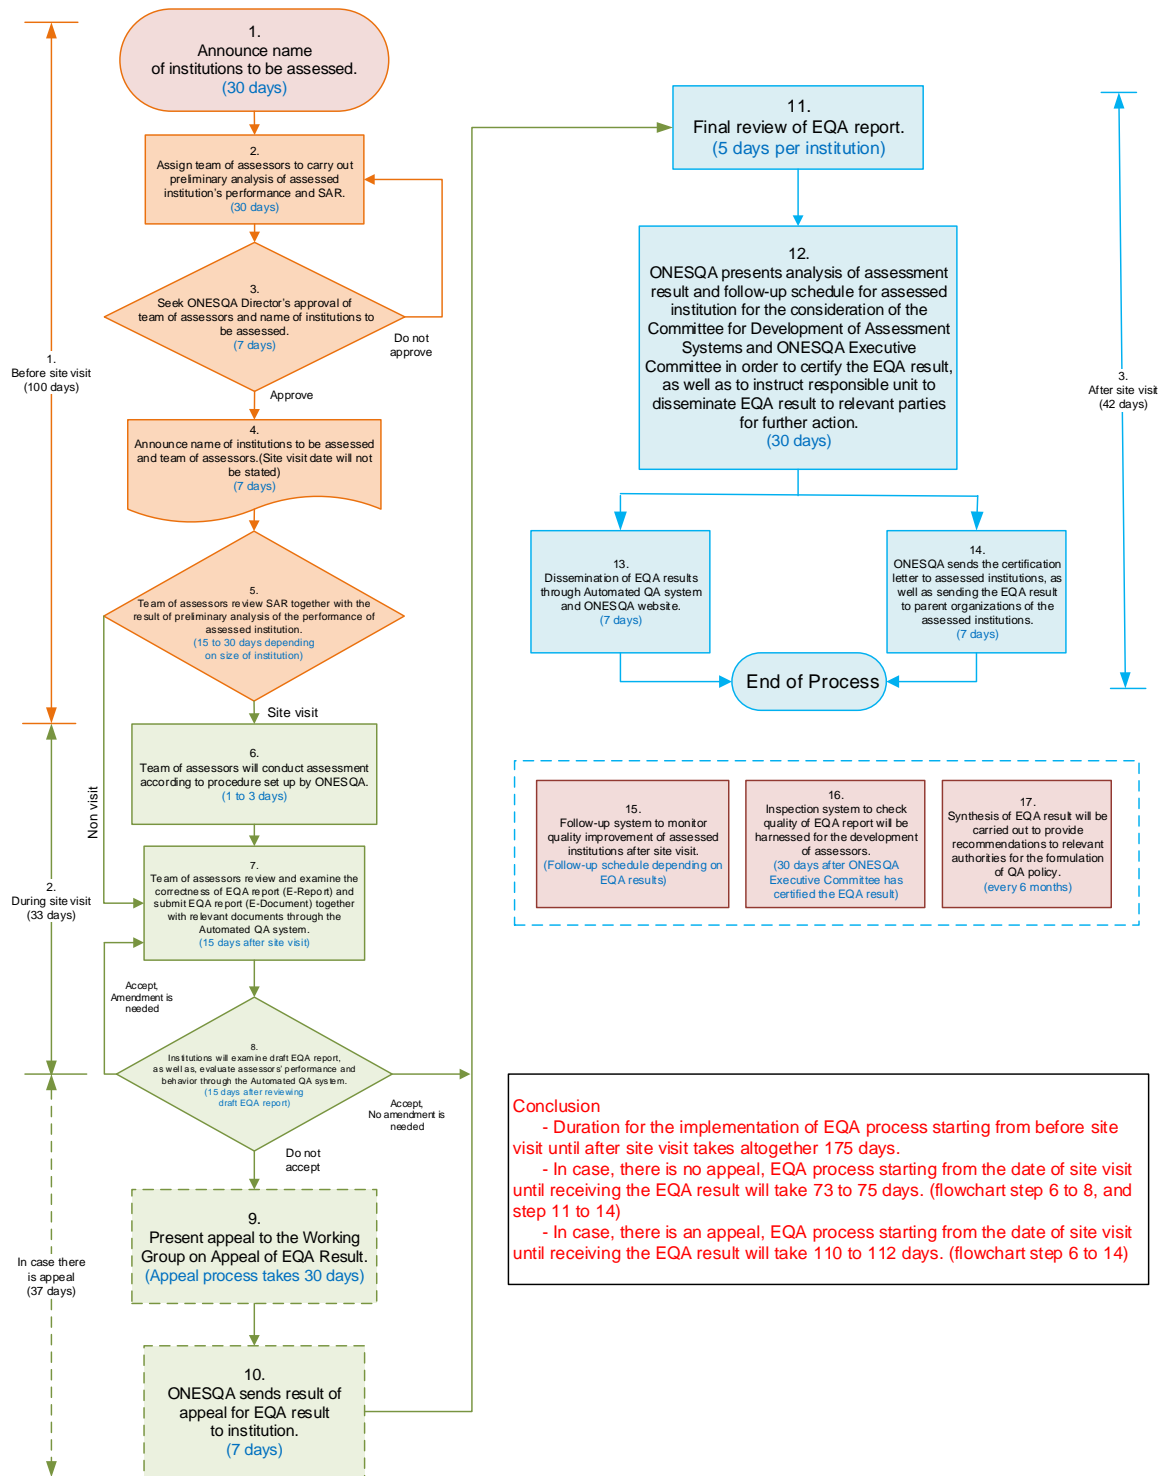 1.
Announce name
of institutions to be assessed.
(30 days)
2.
Assign team of assessors to carry out
preliminary analysis of assessed
institution's performance and SAR.
(30 days)
3.
Seek ONESQA Director's approval of
team of assessors and name of institutions to
be assessed.
(7 days)
Do not
approve
Approve
1.
Before site visit
(100 days)
4.
Announce name of institutions to be assessed
and team of assessors.(Site visit date will not
be stated)
(7 days)
5.
Team of assessors review SAR together with the
result of preliminary analysis of the performance of
assessed institution.
(15 to 30 days depending
on size of institution)
Site visit
Non visit
6.
Team of assessors will conduct assessment
according to procedure set up by ONESQA.
(1 to 3 days)
7.
Team of assessors review and examine the
correctness of EQA report (E-Report) and
submit EQA report (E-Document) together
with relevant documents through the
Automated QA system.
(15 days after site visit)
2.
During site visit
(33 days)
Accept,
Amendment is
needed
8.
Institutions will examine draft EQA report,
as well as, evaluate assessors' performance and
behavior through the Automated QA system.
(15 days after reviewing
draft EQA report)
Accept,
No amendment is
needed
Do not
accept
9.
Present appeal to the Working
Group on Appeal of EQA Result.
(Appeal process takes 30 days)
In case there
is appeal
(37 days)
10.
ONESQA sends result of
appeal for EQA result
to institution.
(7 days)
11.
Final review of EQA report.
(5 days per institution)
12.
ONESQA presents analysis of assessment
result and follow-up schedule for assessed
institution for the consideration of the
Committee for Development of Assessment
Systems and ONESQA Executive
Committee in order to certify the EQA result,
as well as to instruct responsible unit to
disseminate EQA result to relevant parties
for further action.
(30 days)
3.
After site visit
(42 days)
13.
Dissemination of EQA results
through Automated QA system
and ONESQA website.
(7 days)
14.
ONESQA sends the certification
letter to assessed institutions, as
well as sending the EQA result
to parent organizations of the
assessed institutions.
(7 days)
End of Process
15.
Follow-up system to monitor
quality improvement of assessed
institutions after site visit.
(Follow-up schedule depending on
EQA results)
16.
Inspection system to check
quality of EQA report will be
harnessed for the development
of assessors.
(30 days after ONESQA
Executive Committee has
certified the EQA result)
17.
Synthesis of EQA result will be
carried out to provide
recommendations to relevant
authorities for the formulation
of QA policy.
(every 6 months)
Conclusion
- Duration for the implementation of EQA process starting from before site
visit until after site visit takes altogether 175 days.
- In case, there is no appeal, EQA process starting from the date of site visit
until receiving the EQA result will take 73 to 75 days. (flowchart step 6 to 8, and
step 11 to 14)
- In case, there is an appeal, EQA process starting from the date of site visit
until receiving the EQA result will take 110 to 112 days. (flowchart step 6 to 14)